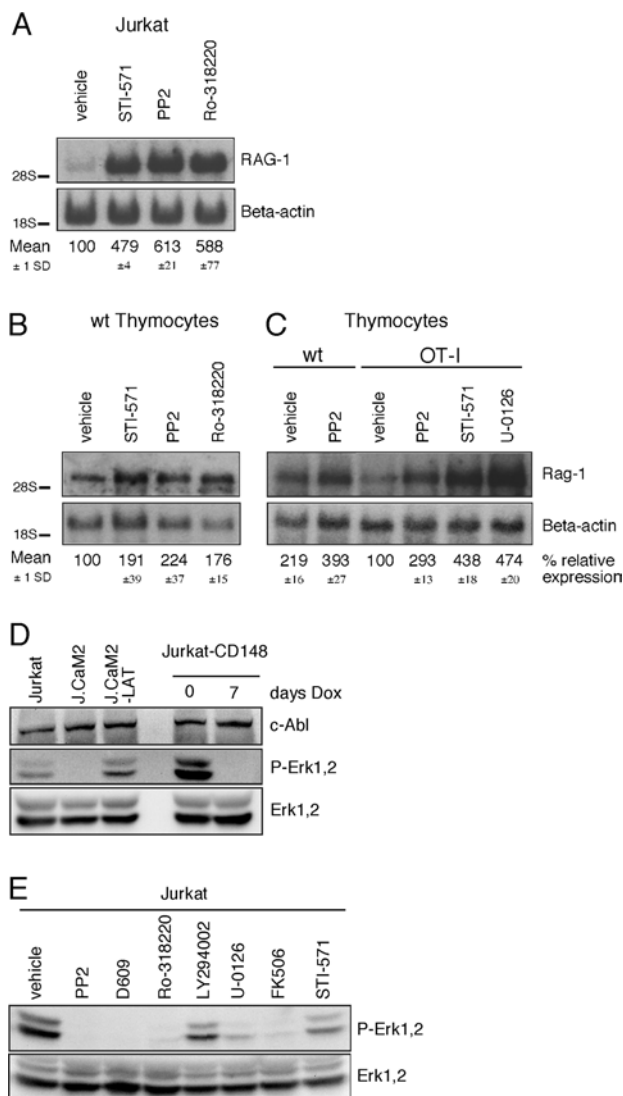 A
Jurkat
vehicle
STI-571
PP2
Ro-318220
28S
RAG-1
18S
Beta-actin
Mean 100 479 613 588
± 1 SD ±4 ±21 ±77
B
wt Thymocytes
vehicle
STI-571
PP2
Ro-318220
28S
18S
Mean 100 191 224 176
± 1 SD ±39 ±37 ±15
C
Thymocytes
wt OT-I
vehicle
PP2
vehicle
PP2
STI-571
U-0126
Rag-1
Beta-actin
219 393 100 293 438 474 % relative
±16 ±27 ±13 ±18 ±20 expression
D
Jurkat
J.CaM2
J.CaM2
-LAT
Jurkat-CD148
0 7 days Dox
c-Abl
P-Erk1,2
Erk1,2
E
Jurkat
vehicle
PP2
D609
Ro-318220
LY294002
U-0126
FK506
STI-571
P-Erk1,2
Erk1,2